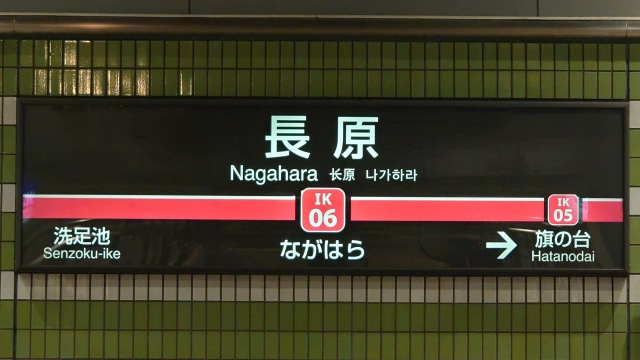 長原
Nagahara 长原 나가하라
IK
06
IK
05
洗足池
Senzoku-ike
ながはら
→ 旗の台
Hatanodai